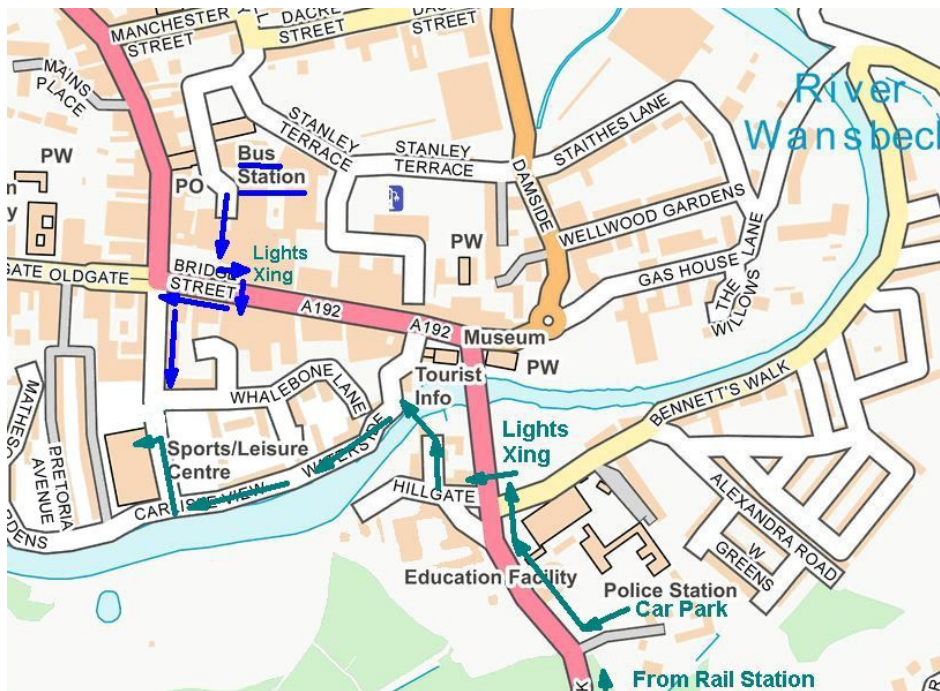 MANCHESTER
STREET
DACRE
STREET
DACRE
STREET
MAINS
PLACE
River
Wansbeck
STANLEY
TERRACE
STANLEY
TERRACE
STAITHES LANE
DAMSIDE
PW
Bus
Station
PO
PW
WELLWOOD GARDENS
GAS HOUSE LANE
THE
WILLOWS
Lights
Xing
GATE OLDGATE
BRIDGE
STREET
A192
A192
Museum
PW
Tourist
Info
BENNETT'S WALK
WHALEBONE
LANE
PRETORIA
AVENUE
Sports/Leisure
Centre
WATERSIDE
Lights
Xing
CARLISLE VIEW
HILLGATE
ALEXANDRA ROAD
W
GREENS
Education Facility
Police Station
Car Park
From Rail Station